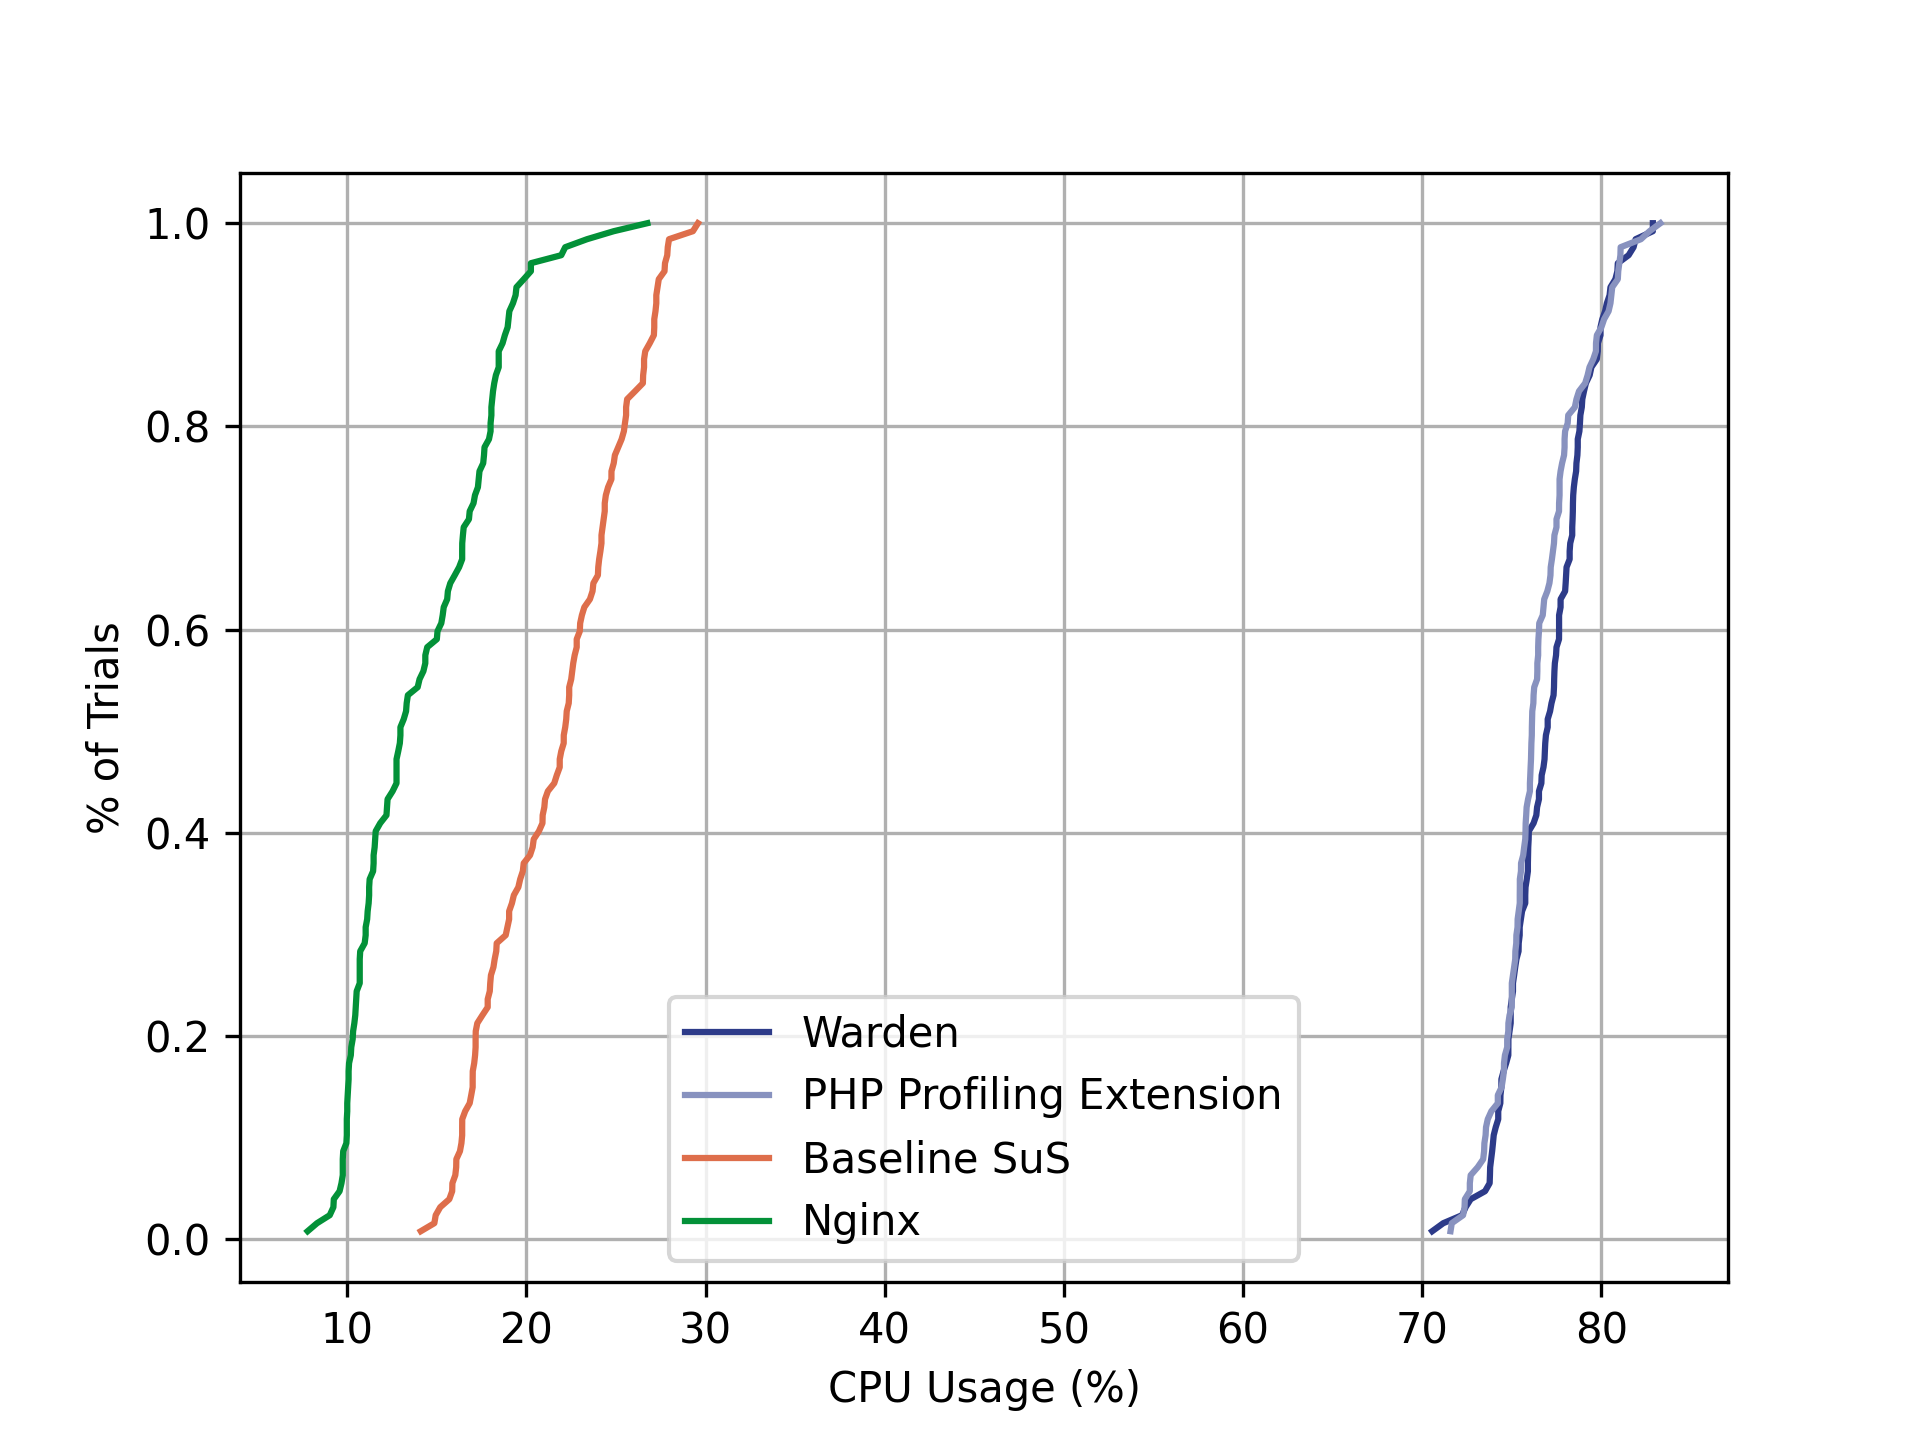 1.0
0.8
0.6
0.4
0.2
0.0
% of Trials
Warden
PHP Profiling Extension
Baseline SuS
Nginx
10 20 30 40 50 60 70 80
CPU Usage (%)